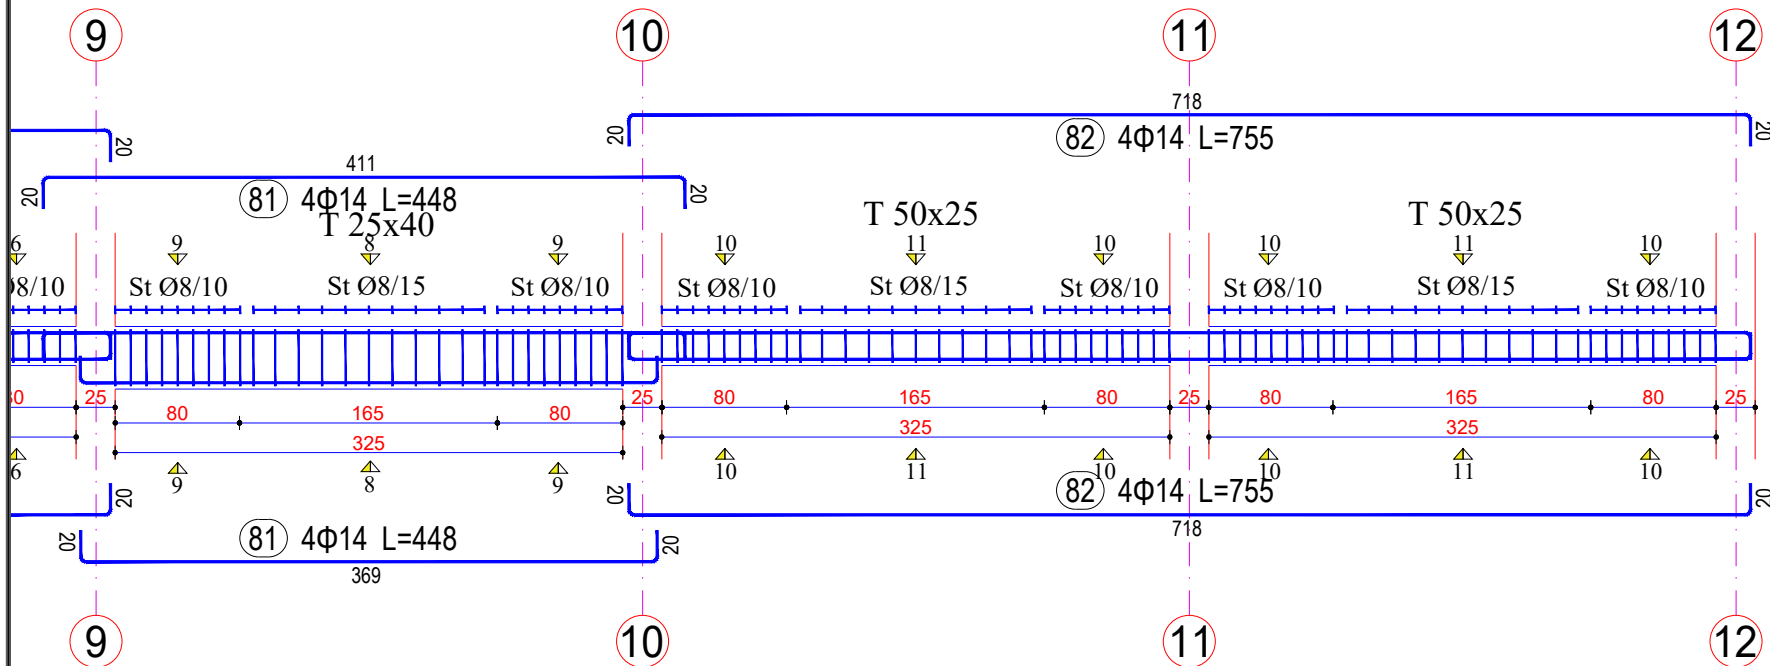 9 10 11 12
718
20 20 82 4Φ14 L=755 20
20 411 20
81 4Φ14 L=448
T 25x40 T 50x25 T 50x25
6 9 8 9 10 11 10 10 11 10
Ø8/10 St Ø8/10 St Ø8/15 St Ø8/10 St Ø8/10 St Ø8/15 St Ø8/10 St Ø8/10 St Ø8/15 St Ø8/10
25 80 165 80 25 80 165 80 25 80 165 80 25
325 325 325
6 9 8 9 10 11 10 10 11 10
20 20 82 4Φ14 L=755 20
718
20 81 4Φ14 L=448 20
369
9 10 11 12